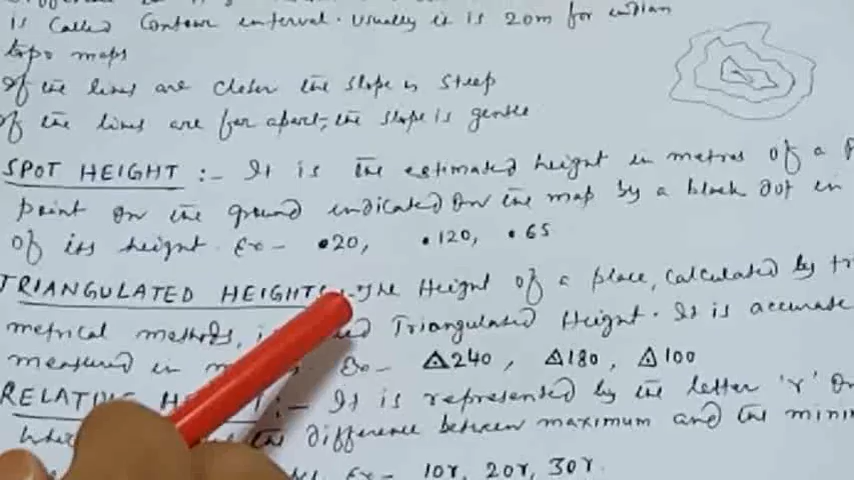 is called Contour interval. Usually it is 20m for indian
topo maps
If the lines are closer the slope is steep
If the lines are far apart, the slope is gentle
SPOT HEIGHT :- It is the estimated height in metres of a
point on the ground indicated on the map by a black dot in
of its height Ex- .20, .120, .65
TRIANGULATED HEIGHTS :- The Height of a place, calculated by
metrical methods, Triangulated Height. It is accurate
measured in Ex- △240, △180, △100
RELATIVE :- It is represented by the letter 'r' on
the difference between maximum and the
Ex- 10r, 20r, 30r